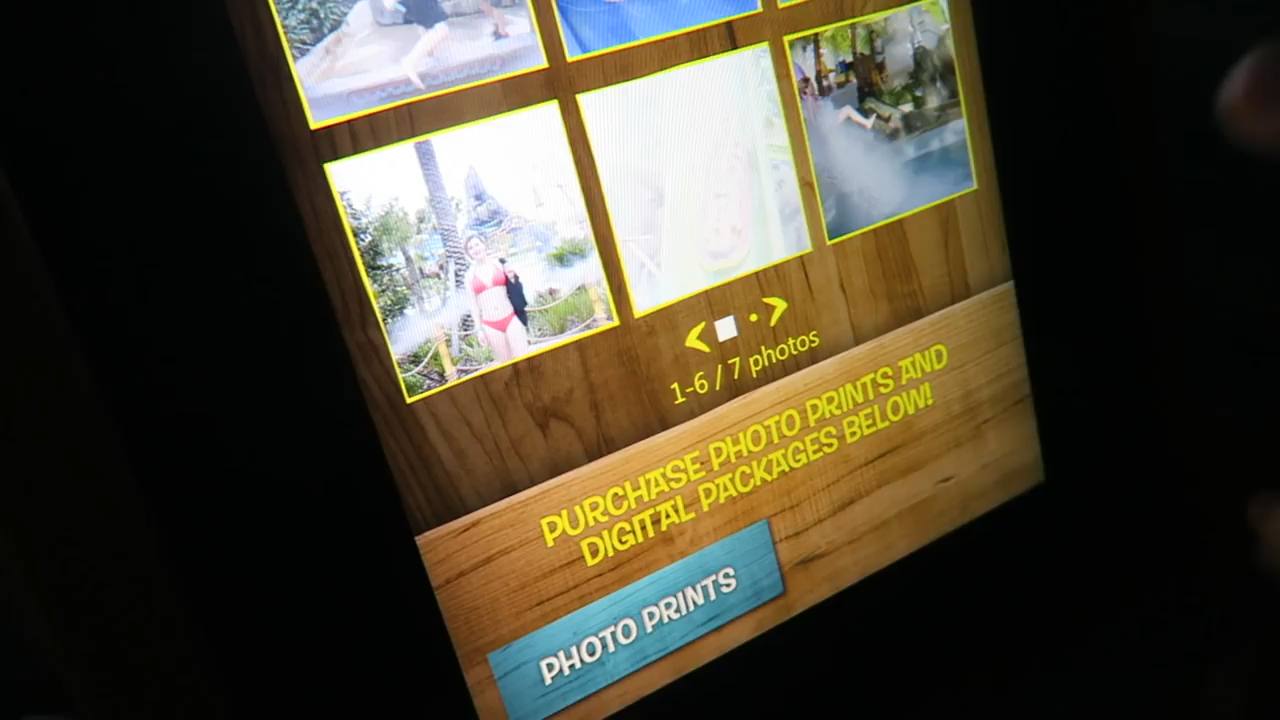 1-6 / 7 photos
PURCHASE PHOTO PRINTS AND
DIGITAL PACKAGES BELOW!
PHOTO PRINTS